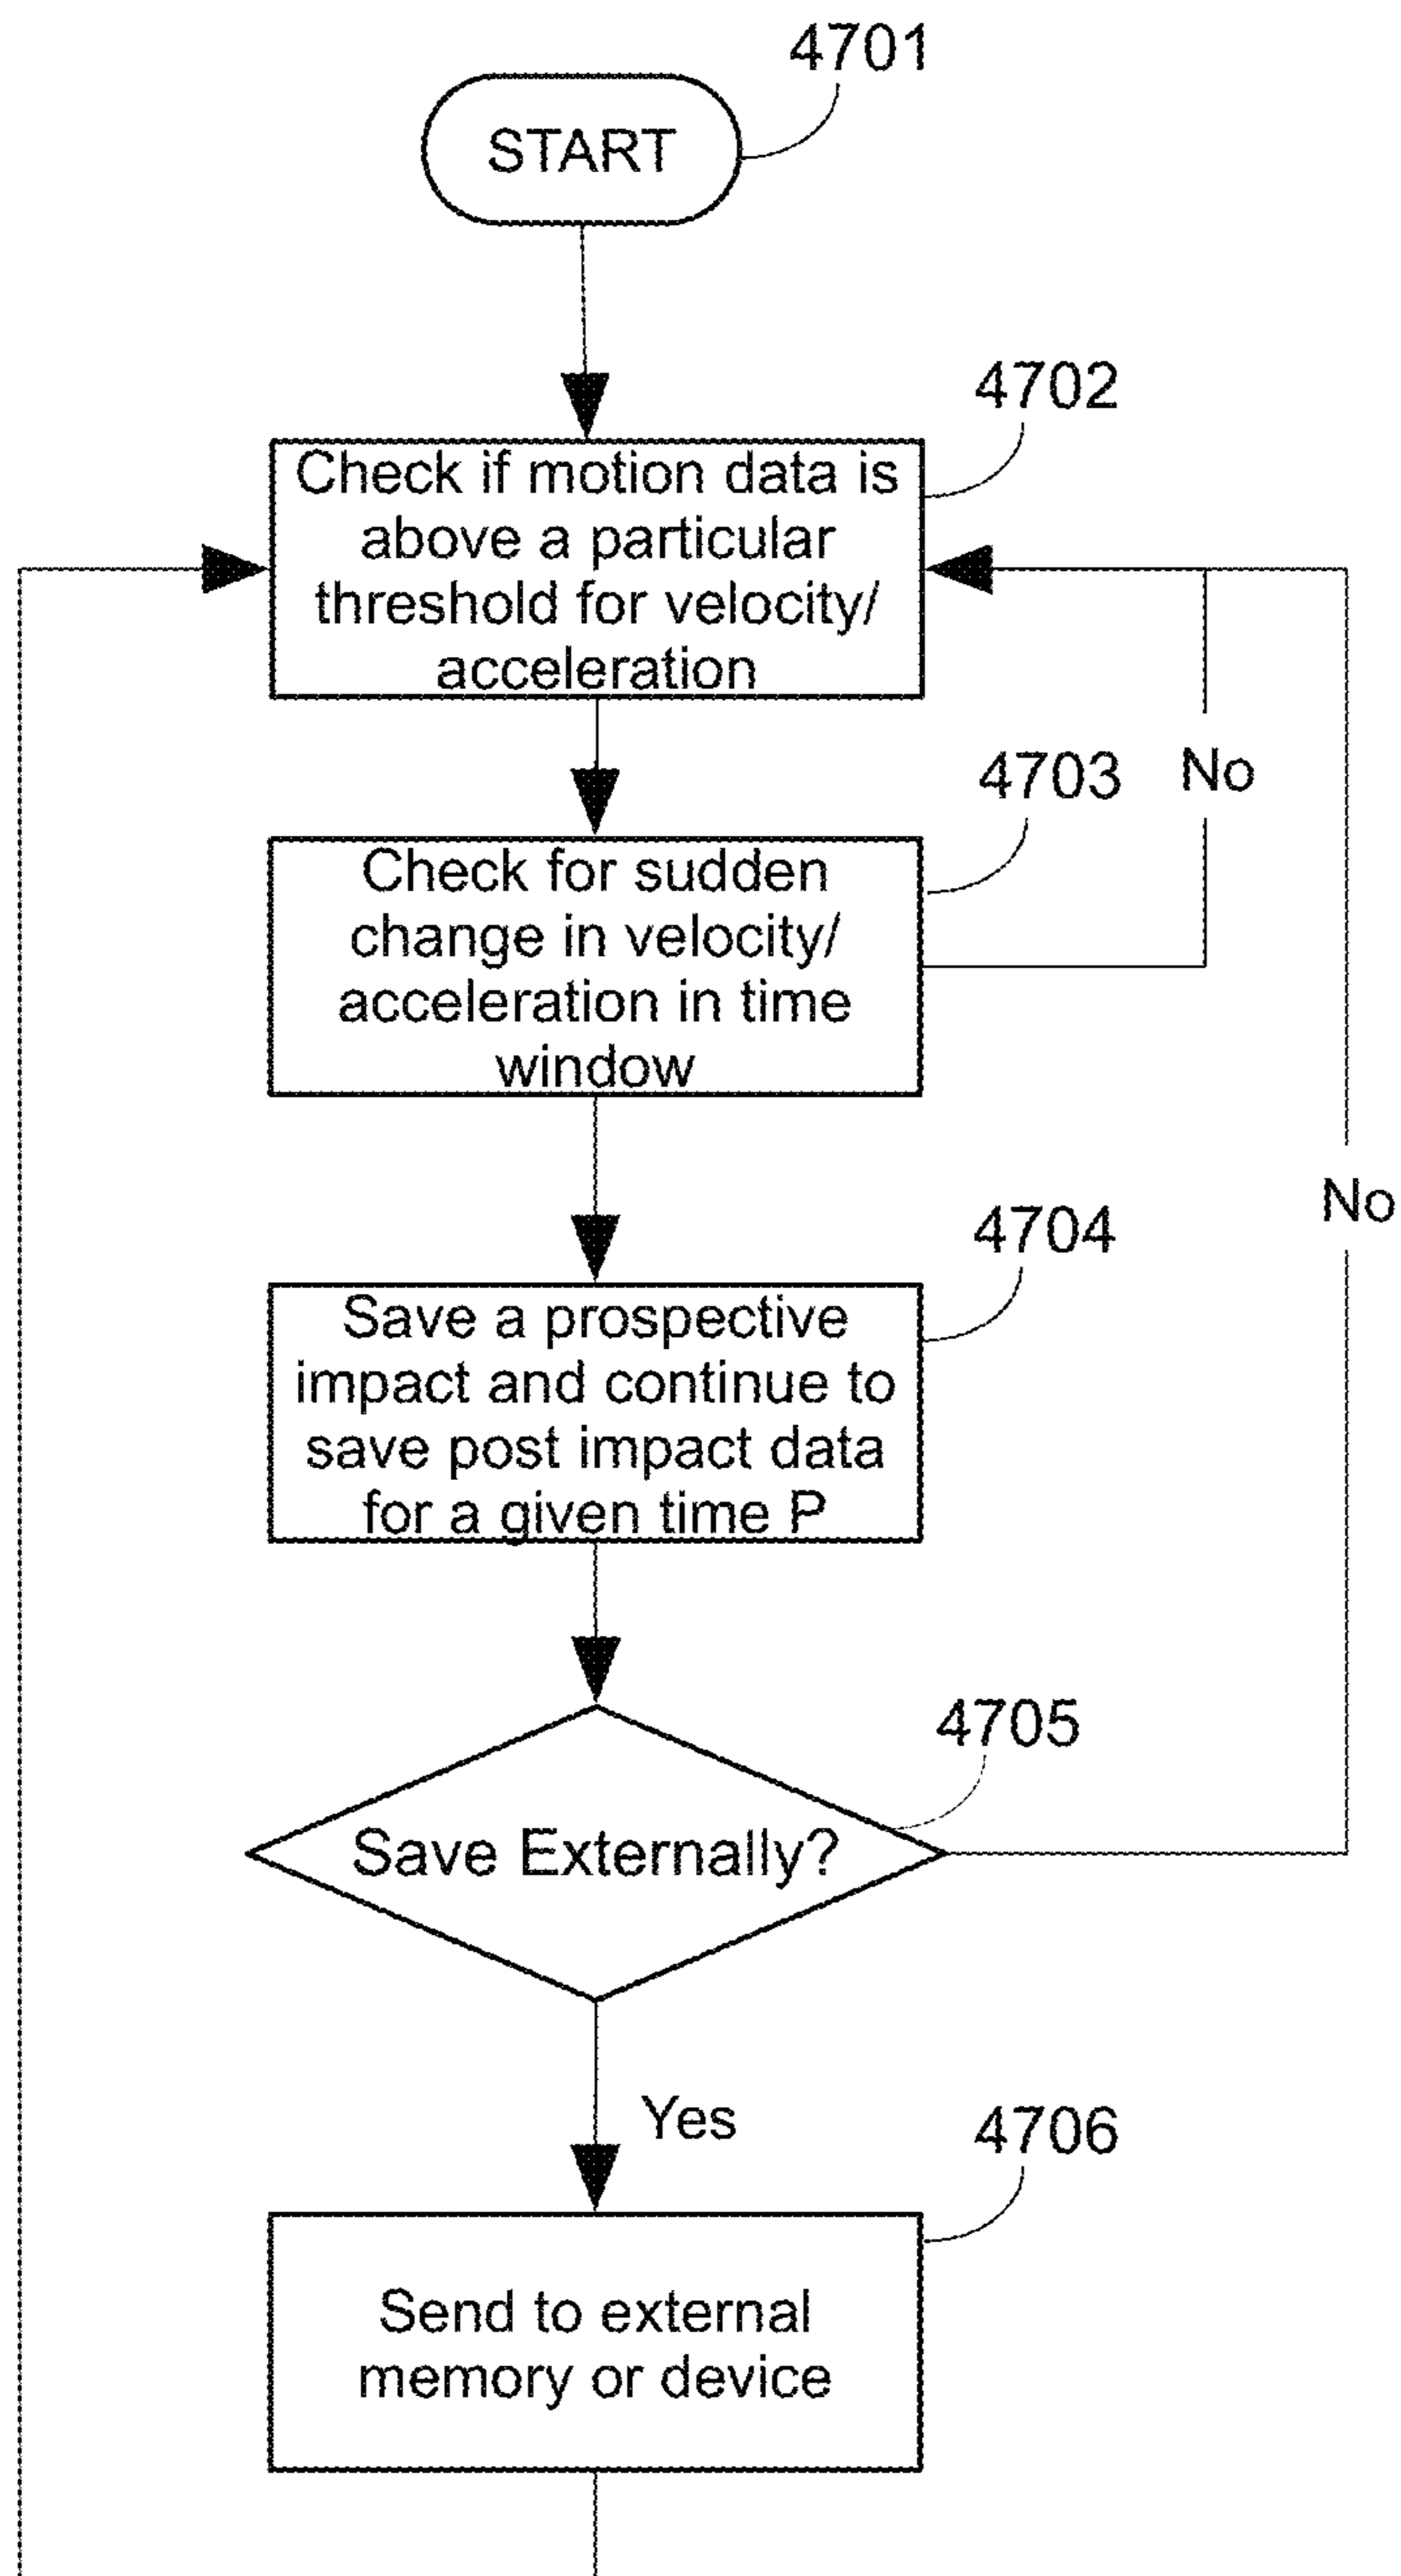 4701
START
4702
Check if motion data is
above a particular
threshold for velocity/
acceleration
4703
No
Check for sudden
change in velocity/
acceleration in time
window
No
4704
Save a prospective
impact and continue to
save post impact data
for a given time P
4705
Save Externally?
Yes
4706
Send to external
memory or device